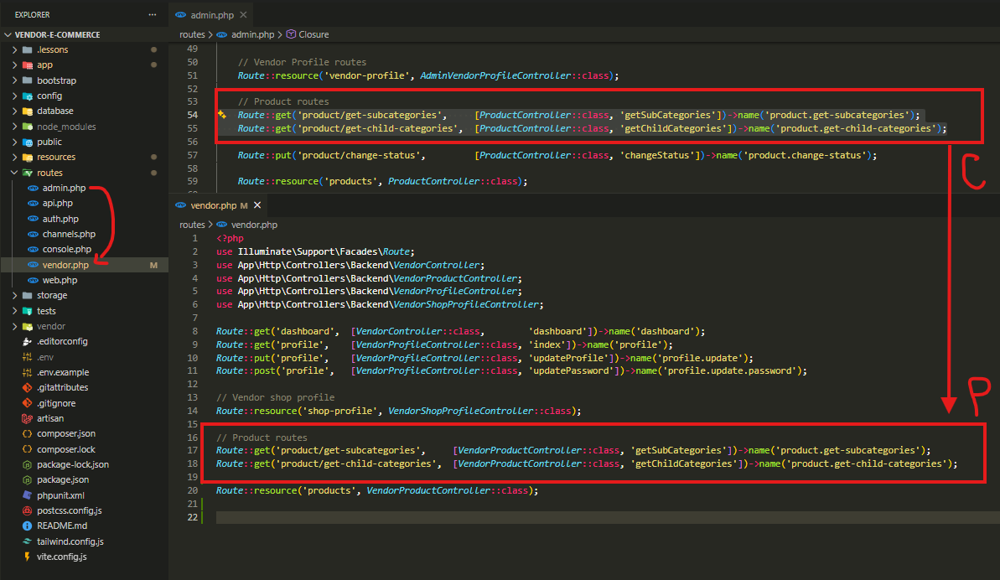 EXPLORER
VENDOR-E-COMMERCE
.lessons
app
bootstrap
config
database
node_modules
public
resources
routes
admin.php
api.php
auth.php
channels.php
console.php
vendor.php M
web.php
storage
tests
vendor
.editorconfig
.env
.env.example
.gitattributes
.gitignore
artisan
composer.json
composer.lock
package-lock.json
package.json
phpunit.xml
postcss.config.js
README.md
tailwind.config.js
vite.config.js
admin.php
routes > admin.php > Closure
49
50 // Vendor Profile routes
51 Route::resource('vendor-profile', AdminVendorProfileController::class);
52
53 // Product routes
54 Route::get('product/get-subcategories', [ProductController::class, 'getSubCategories'])->name('product.get-subcategories');
55 Route::get('product/get-child-categories', [ProductController::class, 'getChildCategories'])->name('product.get-child-categories');
56
57 Route::put('product/change-status', [ProductController::class, 'changeStatus'])->name('product.change-status');
58
59 Route::resource('products', ProductController::class);
C
vendor.php M
routes > vendor.php
1 <?php
2 use Illuminate\Support\Facades\Route;
3 use App\Http\Controllers\Backend\VendorController;
4 use App\Http\Controllers\Backend\VendorProductController;
5 use App\Http\Controllers\Backend\VendorProfileController;
6 use App\Http\Controllers\Backend\VendorShopProfileController;
7
8 Route::get('dashboard', [VendorController::class, 'dashboard'])->name('dashboard');
9 Route::get('profile', [VendorProfileController::class, 'index'])->name('profile');
10 Route::put('profile', [VendorProfileController::class, 'updateProfile'])->name('profile.update');
11 Route::post('profile', [VendorProfileController::class, 'updatePassword'])->name('profile.update.password');
12
13 // Vendor shop profile
14 Route::resource('shop-profile', VendorShopProfileController::class);
15
P
16 // Product routes
17 Route::get('product/get-subcategories', [VendorProductController::class, 'getSubCategories'])->name('product.get-subcategories');
18 Route::get('product/get-child-categories', [VendorProductController::class, 'getChildCategories'])->name('product.get-child-categories');
19
20 Route::resource('products', VendorProductController::class);
21
22